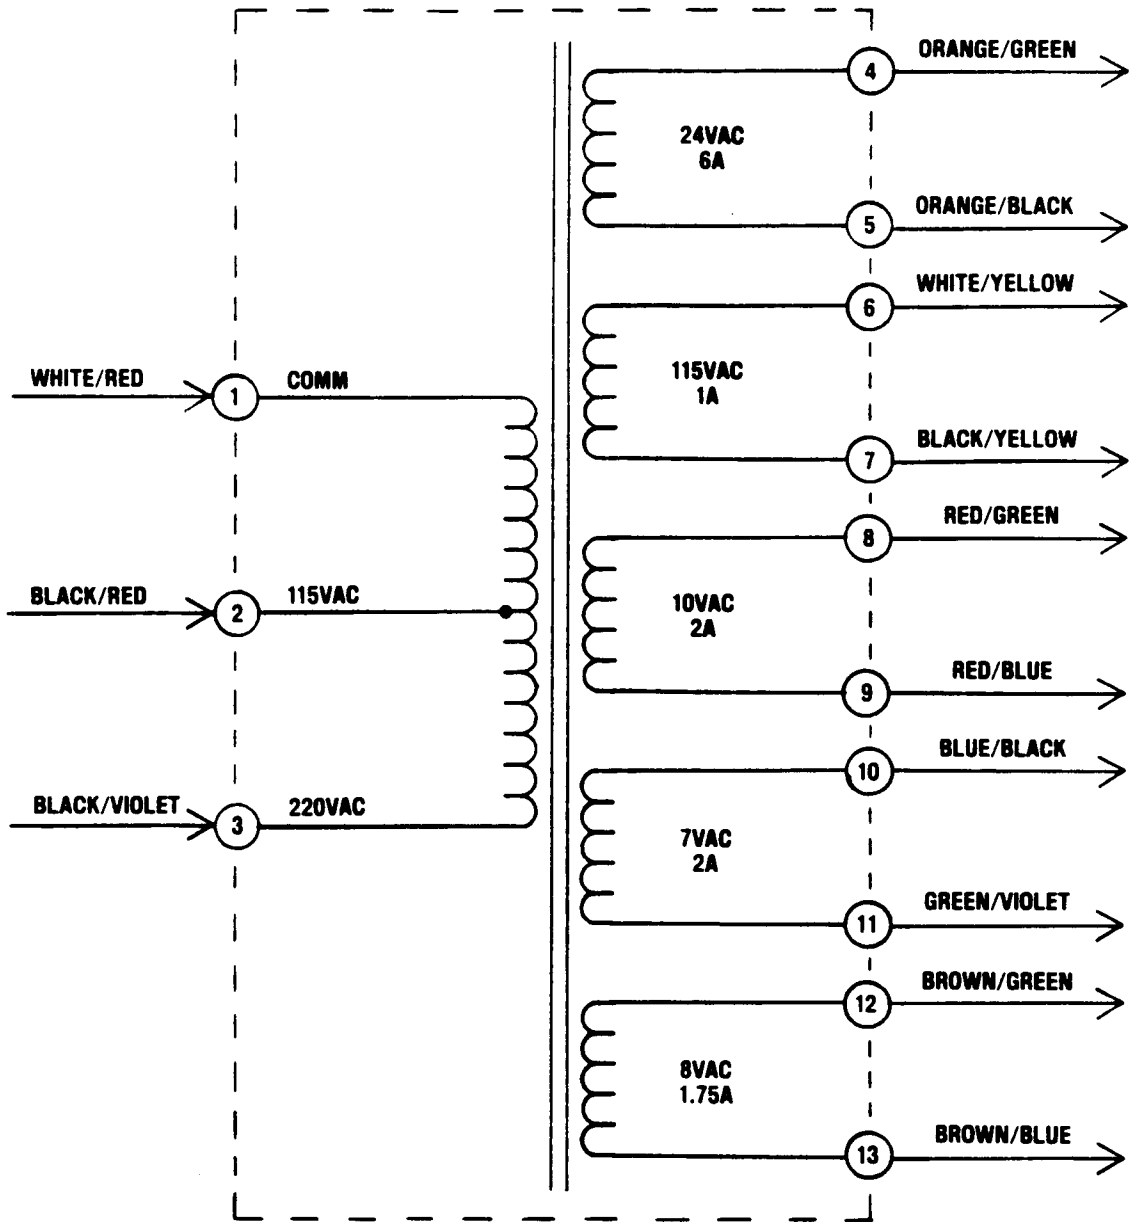 ORANGE/GREEN
4
24VAC
6A
ORANGE/BLACK
5
WHITE/YELLOW
6
115VAC
1A
BLACK/YELLOW
7
WHITE/RED
1
COMM
RED/GREEN
8
10VAC
2A
RED/BLUE
9
BLACK/RED
2
115VAC
BLUE/BLACK
10
7VAC
2A
GREEN/VIOLET
11
BLACK/VIOLET
3
220VAC
BROWN/GREEN
12
8VAC
1.75A
BROWN/BLUE
13